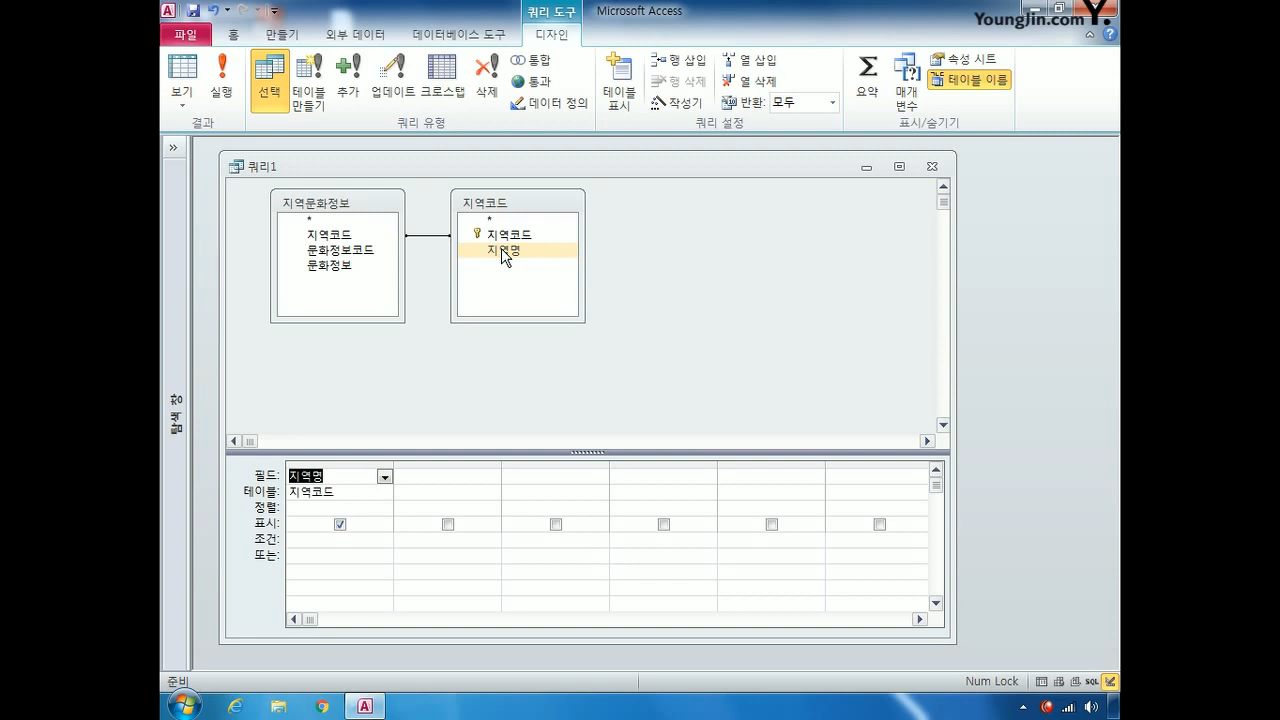 쿼리 도구
Microsoft Access
YoungJin.com Y.
파일
홈
만들기
외부 데이터
데이터베이스 도구
디자인
보기
실행
선택
테이블
만들기
추가
업데이트
크로스탭
삭제
통합
통과
데이터 정의
테이블
표시
행 삽입
행 삭제
작성기
열 삽입
열 삭제
반환: 모두
요약
매개
변수
속성 시트
테이블 이름
결과
쿼리 유형
쿼리 설정
표시/숨기기
쿼리1
지역문화정보
*
지역코드
문화정보코드
문화정보
지역코드
*
지역코드
지역명
탐색 창
필드: 지역명
테이블: 지역코드
정렬:
표시:
조건:
또는:
준비
Num Lock
SQL